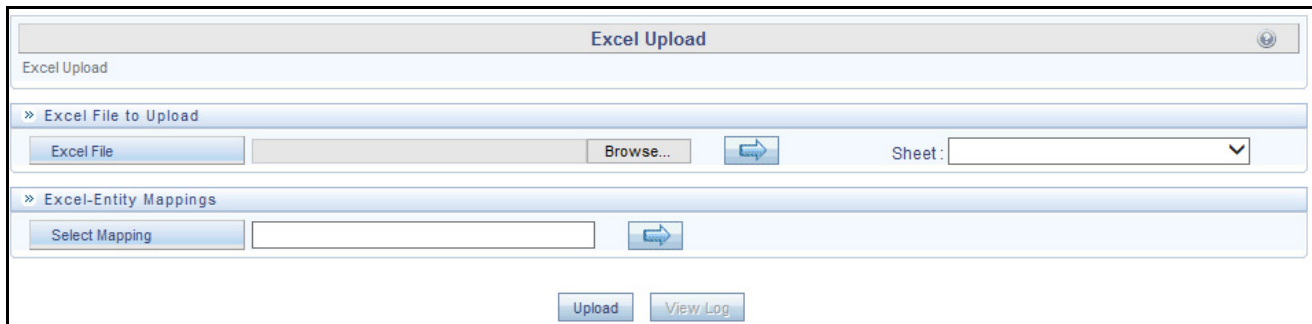 Excel Upload
Excel Upload
» Excel File to Upload
Excel File Browse... Sheet :
» Excel-Entity Mappings
Select Mapping
Upload View Log